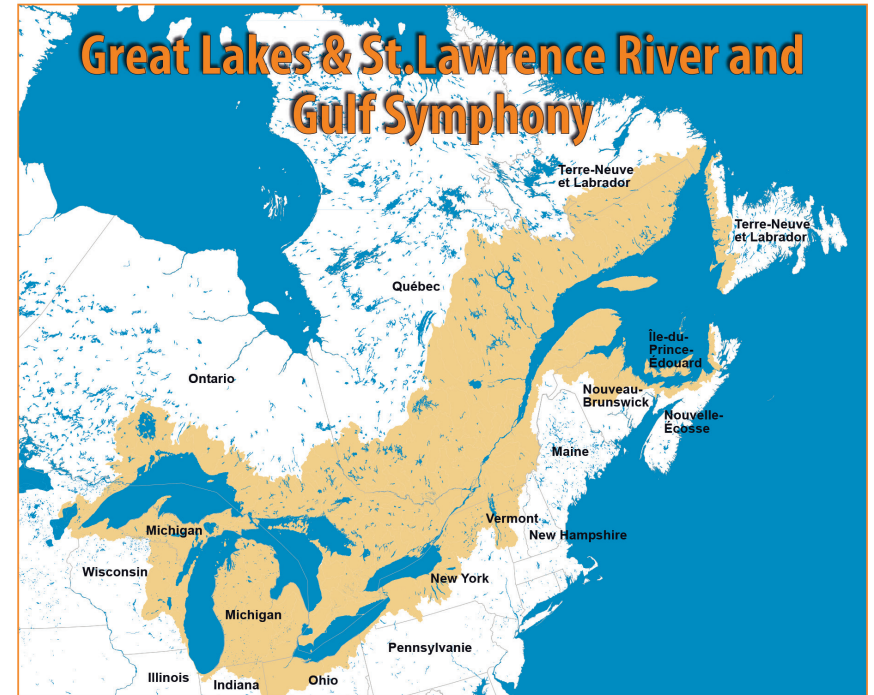 Great Lakes & St.Lawrence River and
Gulf Symphony
Terre-Neuve
et Labrador
Terre-Neuve
et Labrador
Québec
Île-du-
Prince-
Édouard
Ontario
Nouveau-
Brunswick
Nouvelle-
Écosse
Maine
Vermont
Michigan
New Hampshire
Wisconsin
New York
Michigan
Pennsylvanie
Illinois
Indiana
Ohio